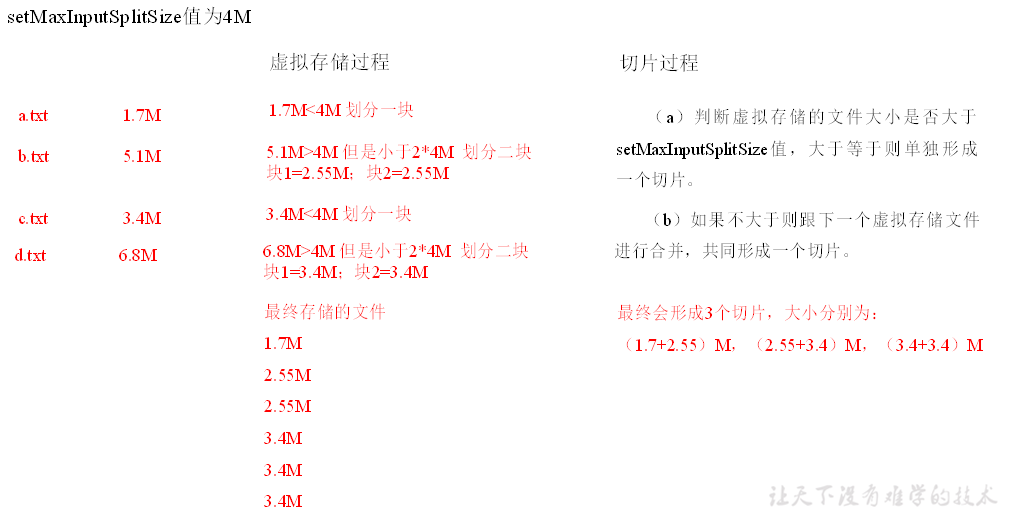 setMaxInputSplitSize值为4M
虚拟存储过程
切片过程
a.txt 1.7M 1.7M<4M 划分一块
b.txt 5.1M 5.1M>4M 但是小于2*4M 划分二块
块1=2.55M；块2=2.55M
c.txt 3.4M 3.4M<4M 划分一块
d.txt 6.8M 6.8M>4M 但是小于2*4M 划分二块
块1=3.4M；块2=3.4M
最终存储的文件
1.7M
2.55M
2.55M
3.4M
3.4M
3.4M
（a）判断虚拟存储的文件大小是否大于
setMaxInputSplitSize值，大于等于则单独形成
一个切片。
（b）如果不大于则跟下一个虚拟存储文件
进行合并，共同形成一个切片。
最终会形成3个切片，大小分别为：
（1.7+2.55）M，（2.55+3.4）M，（3.4+3.4）M
让天下没有难学的技术